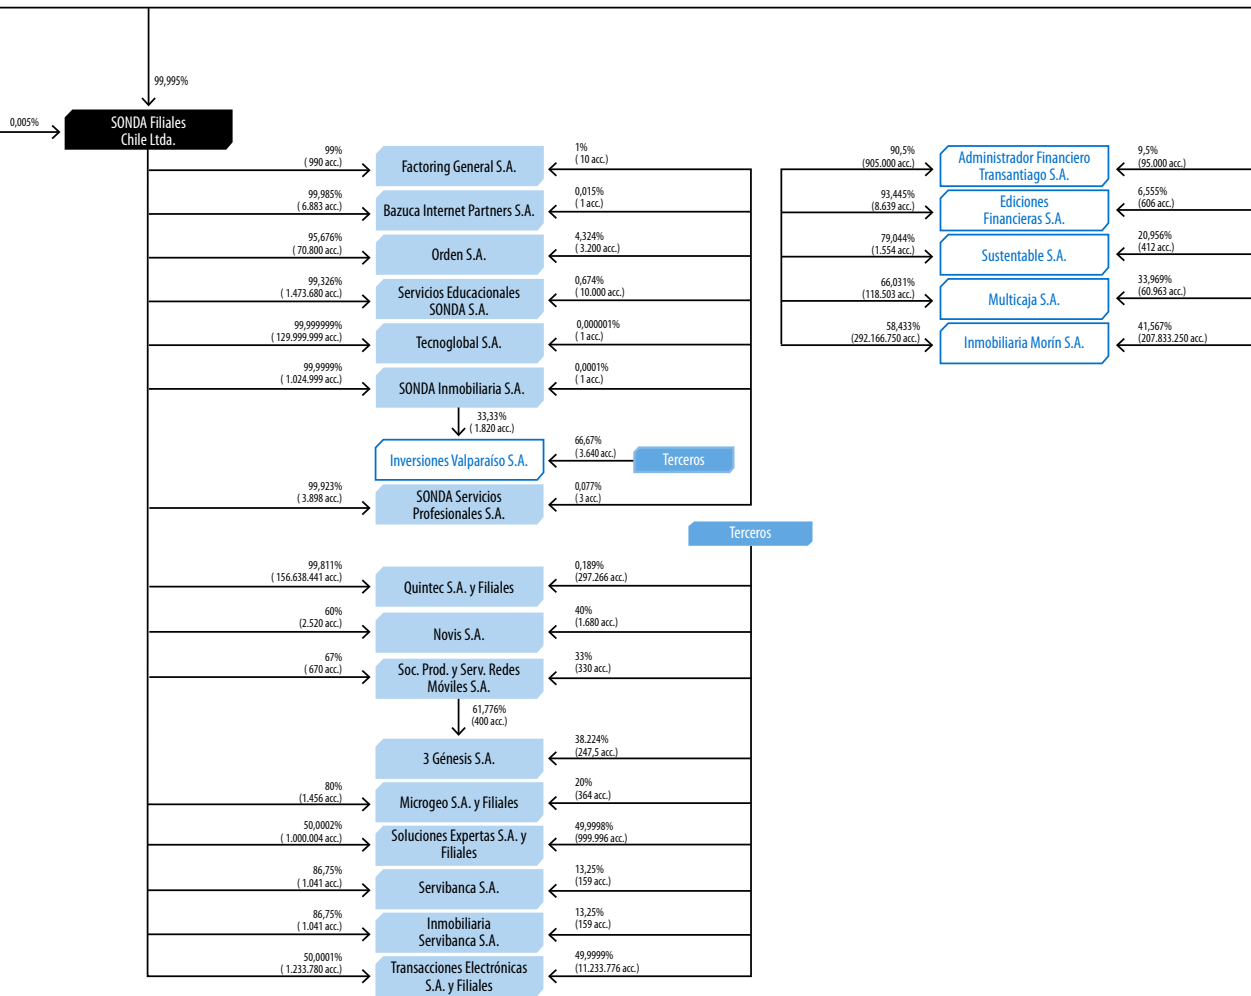 99,995%
0,005%
SONDA Filiales
Chile Ltda.
99%
( 990 acc.)
Factoring General S.A.
1%
( 10 acc.)
99,985%
( 6.883 acc.)
Bazuca Internet Partners S.A.
0,015%
( 1 acc.)
95,676%
( 70.800 acc.)
Orden S.A.
4,324%
( 3.200 acc.)
99,326%
( 1.473.680 acc.)
Servicios Educacionales
SONDA S.A.
0,674%
( 10.000 acc.)
99,999999%
( 129.999.999 acc.)
Tecnoglobal S.A.
0,000001%
( 1 acc.)
99,9999%
( 1.024.999 acc.)
SONDA Inmobiliaria S.A.
0,0001%
( 1 acc.)
33,33%
( 1.820 acc.)
Inversiones Valparaíso S.A.
66,67%
( 3.640 acc.)
Terceros
99,923%
( 3.898 acc.)
SONDA Servicios
Profesionales S.A.
0,077%
( 3 acc.)
Terceros
99,811%
( 156.638.441 acc.)
Quintec S.A. y Filiales
0,189%
(297.266 acc.)
60%
(2.520 acc.)
Novis S.A.
40%
(1.680 acc.)
67%
( 670 acc.)
Soc. Prod. y Serv. Redes
Móviles S.A.
33%
(330 acc.)
61,776%
(400 acc.)
3 Génesis S.A.
38.224%
(247,5 acc.)
80%
(1.456 acc.)
Microgeo S.A. y Filiales
20%
(364 acc.)
50,0002%
( 1.000.004 acc.)
Soluciones Expertas S.A. y
Filiales
49,9998%
(999.996 acc.)
86,75%
( 1.041 acc.)
Servibanca S.A.
13,25%
(159 acc.)
86,75%
( 1.041 acc.)
Inmobiliaria
Servibanca S.A.
13,25%
(159 acc.)
50,0001%
( 1.233.780 acc.)
Transacciones Electrónicas
S.A. y Filiales
49,9999%
(11.233.776 acc.)
90,5%
(905.000 acc.)
Administrador Financiero
Transantiago S.A.
9,5%
(95.000 acc.)
93,445%
(8.639 acc.)
Ediciones
Financieras S.A.
6,555%
(606 acc.)
79,044%
(1.554 acc.)
Sustentable S.A.
20,956%
(412 acc.)
66,031%
(118.503 acc.)
Multicaja S.A.
33,969%
(60.963 acc.)
58,433%
(292.166.750 acc.)
Inmobiliaria Morín S.A.
41,567%
(207.833.250 acc.)